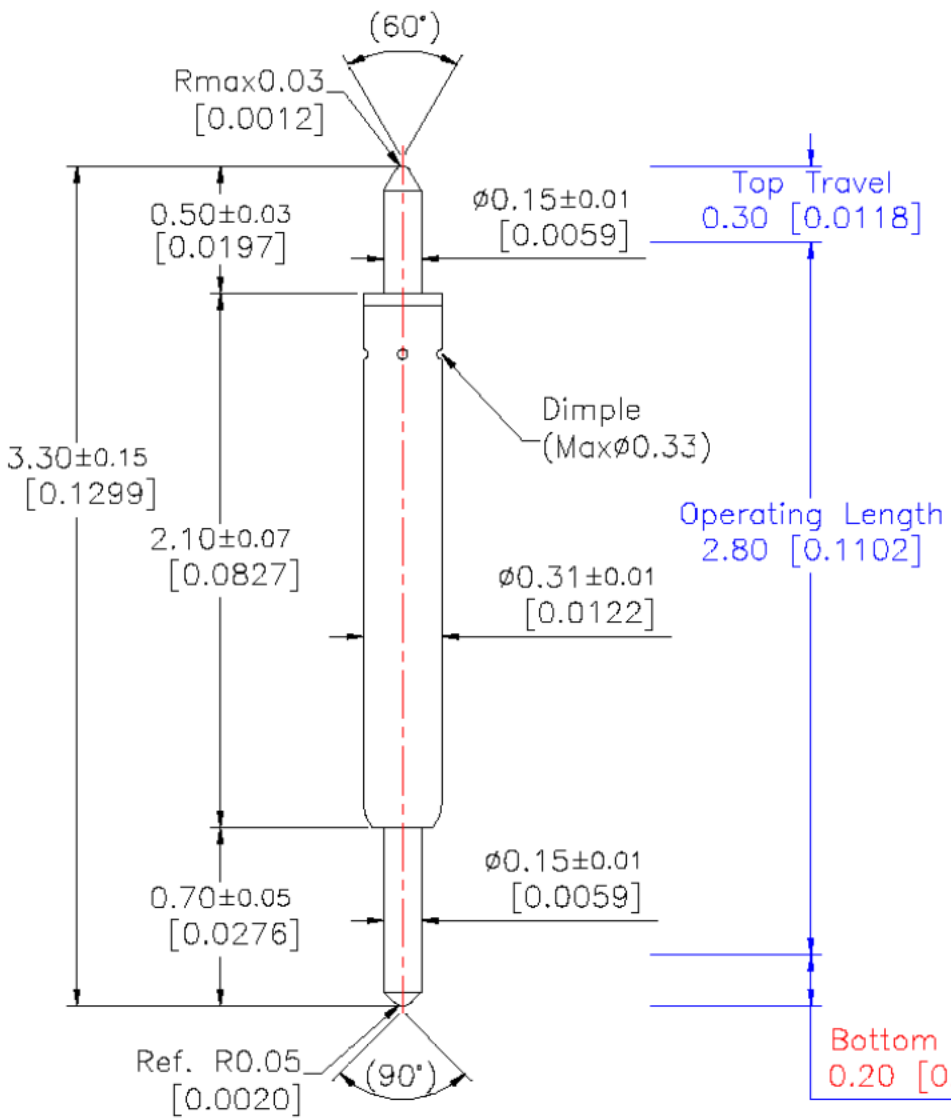 (60°)
Rmax0.03
[0.0012]
0.50±0.03
[0.0197]
Ø0.15±0.01
[0.0059]
Top Travel
0.30 [0.0118]
Dimple
(MaxØ0.33)
3.30±0.15
[0.1299]
2.10±0.07
[0.0827]
Ø0.31±0.01
[0.0122]
Operating Length
2.80 [0.1102]
0.70±0.05
[0.0276]
Ø0.15±0.01
[0.0059]
Ref. R0.05
[0.0020]
(90°)
Bottom
0.20 [0